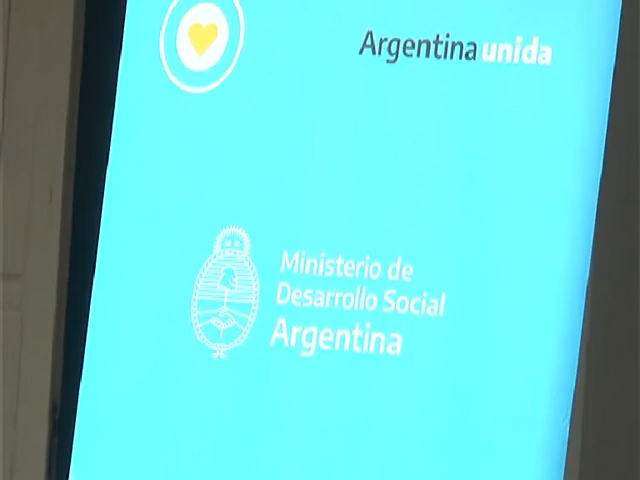 Argentina unida
Ministerio de
Desarrollo Social
Argentina